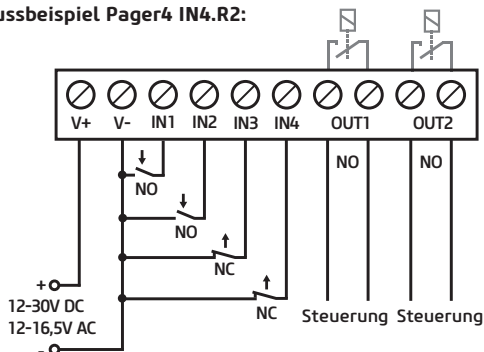 ussbeispiel Pager4 IN4.R2:
V+ V- IN1 IN2 IN3 IN4 OUT1 OUT2
NO NO
NO
NO
NC
NC
Steuerung Steuerung
+
12-30V DC
12-16,5V AC
-